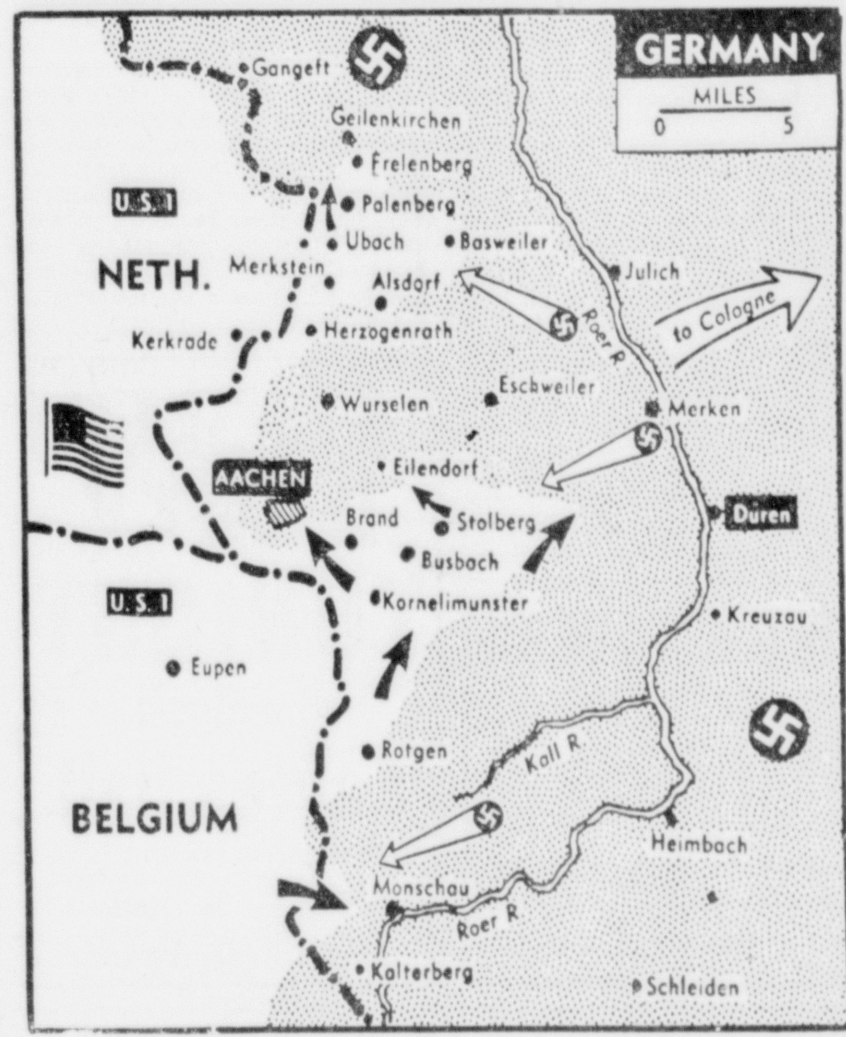 GERMANY
MILES
0 5
Gangeft
Geilenkirchen
Frelenberg
U.S.1
Palenberg
Ubach
Basweiler
NETH.
Merkstein
Alsdorf
Julich
Roer R
to Cologne
Kerkrade
Herzogenrath
Wurselen
Eschweiler
Merken
AACHEN
Eilendorf
Brand
Stolberg
Düren
Busbach
U.S.1
Kornelimunster
Kreuzau
Eupen
Rotgen
Kall R
BELGIUM
Heimbach
Monschau
Roer R
Kalterberg
Schleiden